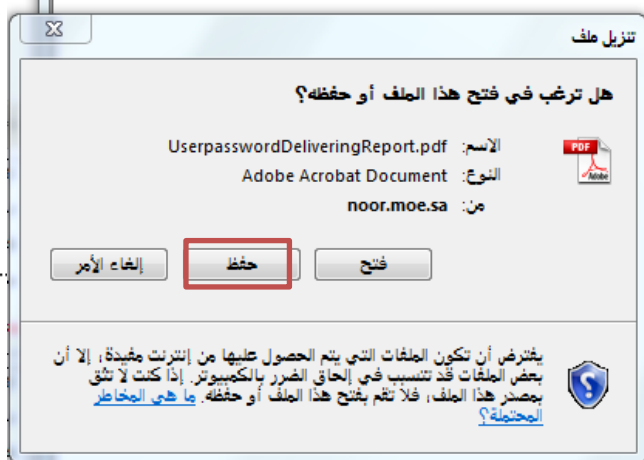 تنزيل ملف
هل ترغب في فتح هذا الملف أو حفظه؟
PDF
Adobe
الاسم: UserpasswordDeliveringReport.pdf
النوع: Adobe Acrobat Document
من: noor.moe.sa
فتح
حفظ
إلغاء الأمر
يفترض أن تكون الملفات التي يتم الحصول عليها من إنترنت مفيدة، إلا أن
بعض الملفات قد تتسبب في إلحاق الضرر بالكمبيوتر. إذا كنت لا تثق
بمصدر هذا الملف، فلا تقم بفتح هذا الملف أو حفظه. ما هي المخاطر
المحتملة؟